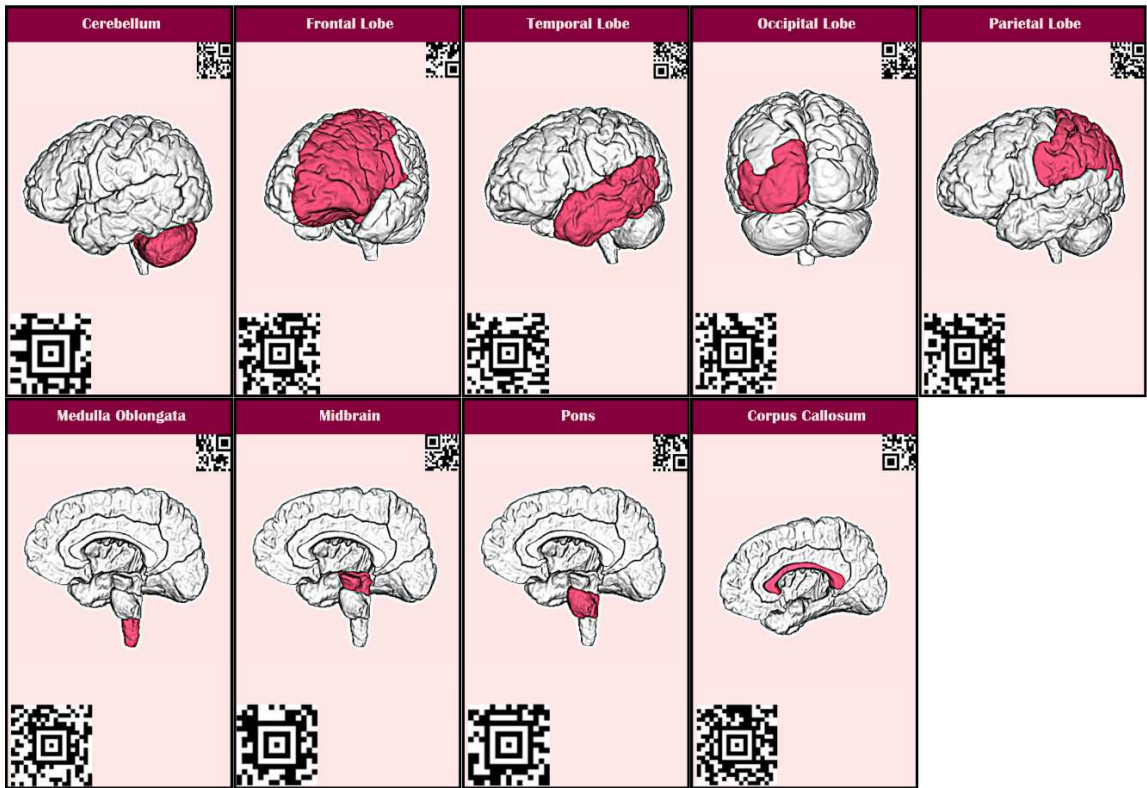 Cerebellum
Frontal Lobe
Temporal Lobe
Occipital Lobe
Parietal Lobe
Medulla Oblongata
Midbrain
Pons
Corpus Callosum